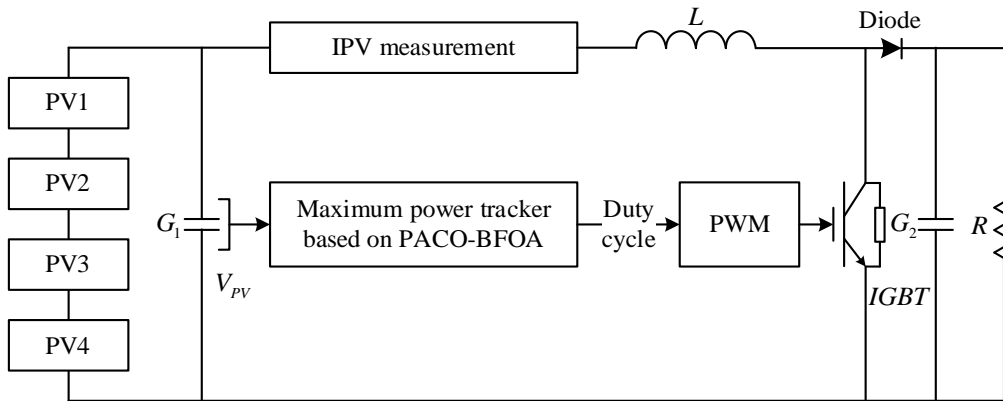 L
Diode
IPV measurement
PV1
PV2
PV3
PV4
G1
VPV
Maximum power tracker
based on PACO-BFOA
Duty
cycle
PWM
G2
IGBT
R